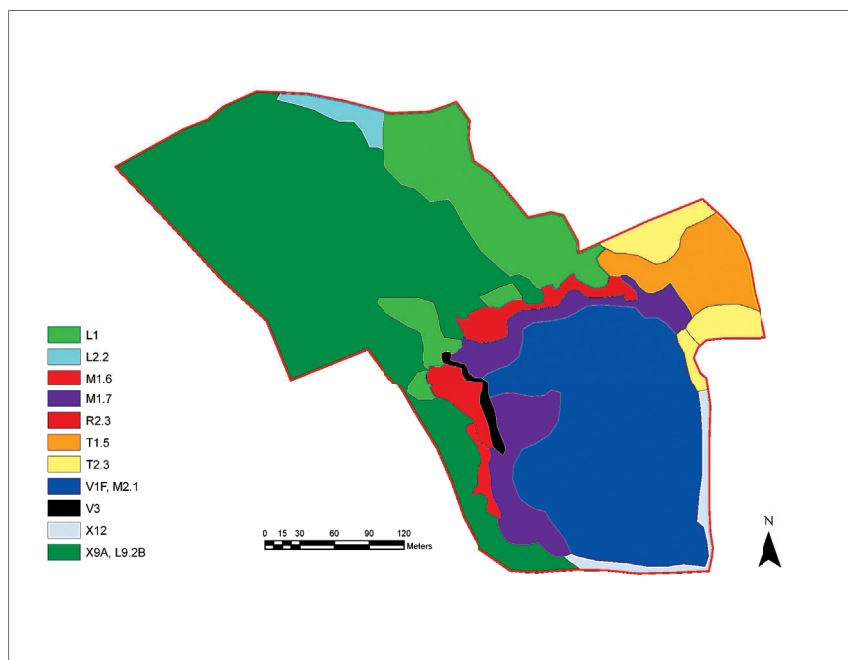 L1
L2.2
M1.6
M1.7
R2.3
T1.5
T2.3
V1F, M2.1
V3
X12
X9A, L9.2B
0 15 30 60 90 120
Meters
N